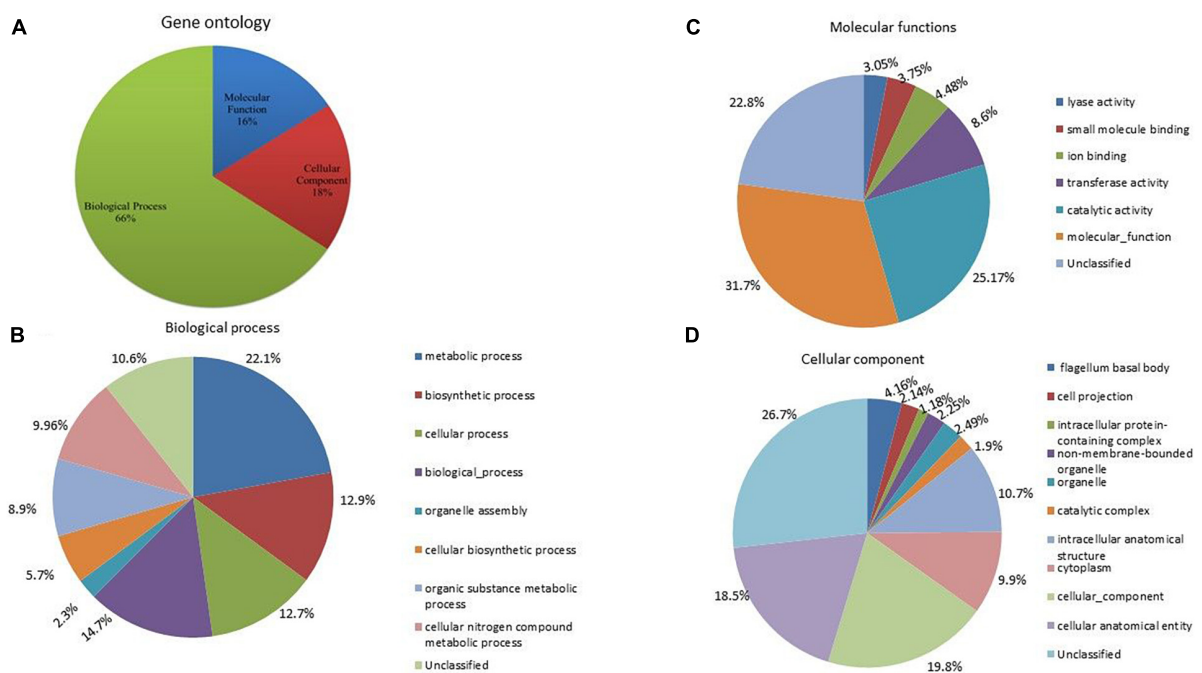 A
Gene ontology
Molecular
Function
16%
Cellular
Component
18%
Biological Process
66%
B
Biological process
10.6%
22.1%
9.96%
12.9%
8.9%
5.7%
2.3%
14.7%
12.7%
metabolic process
biosynthetic process
cellular process
biological_process
organelle assembly
cellular biosynthetic process
organic substance metabolic
process
cellular nitrogen compound
metabolic process
Unclassified
C
Molecular functions
3.05%
3.75%
4.48%
8.6%
22.8%
31.7%
25.17%
lyase activity
small molecule binding
ion binding
transferase activity
catalytic activity
molecular_function
Unclassified
D
Cellular component
4.16%
2.14%
1.18%
2.25%
2.49%
1.9%
26.7%
10.7%
9.9%
18.5%
19.8%
flagellum basal body
cell projection
intracellular protein-
containing complex
non-membrane-bounded
organelle
organelle
catalytic complex
intracellular anatomical
structure
cytoplasm
cellular_component
cellular anatomical entity
Unclassified